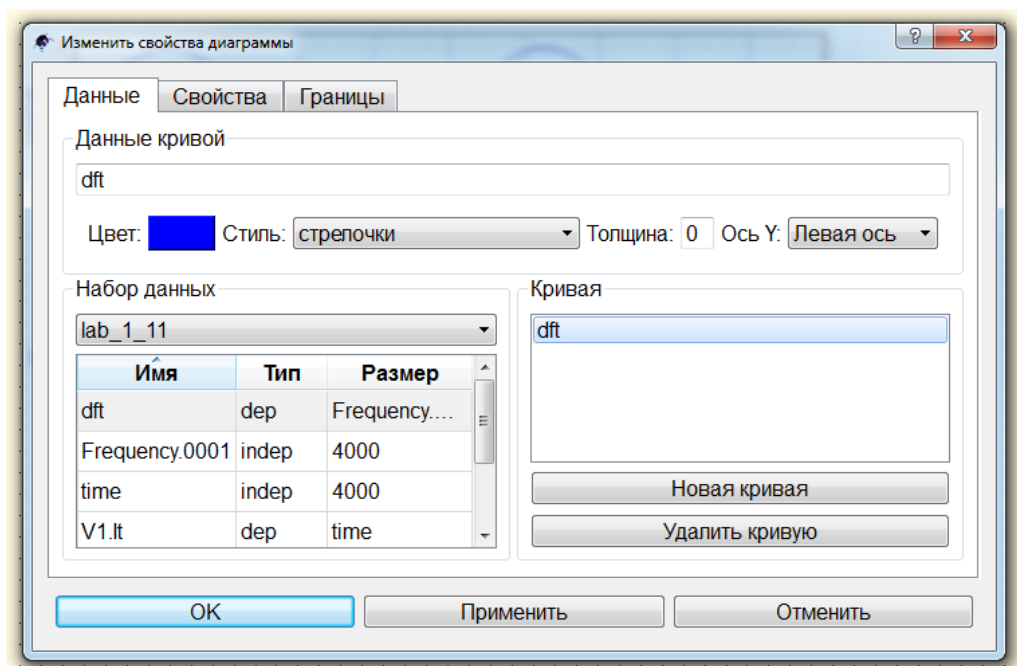 Изменить свойства диаграммы
Данные Свойства Границы
Данные кривой
dft
Цвет: Стиль: стрелочки Толщина: 0 Ось Y: Левая ось
Набор данных
lab_1_11
Имя Тип Размер
dft dep Frequency....
Frequency.0001 indep 4000
time indep 4000
V1.It dep time
Кривая
dft
Новая кривая
Удалить кривую
OK Применить Отменить